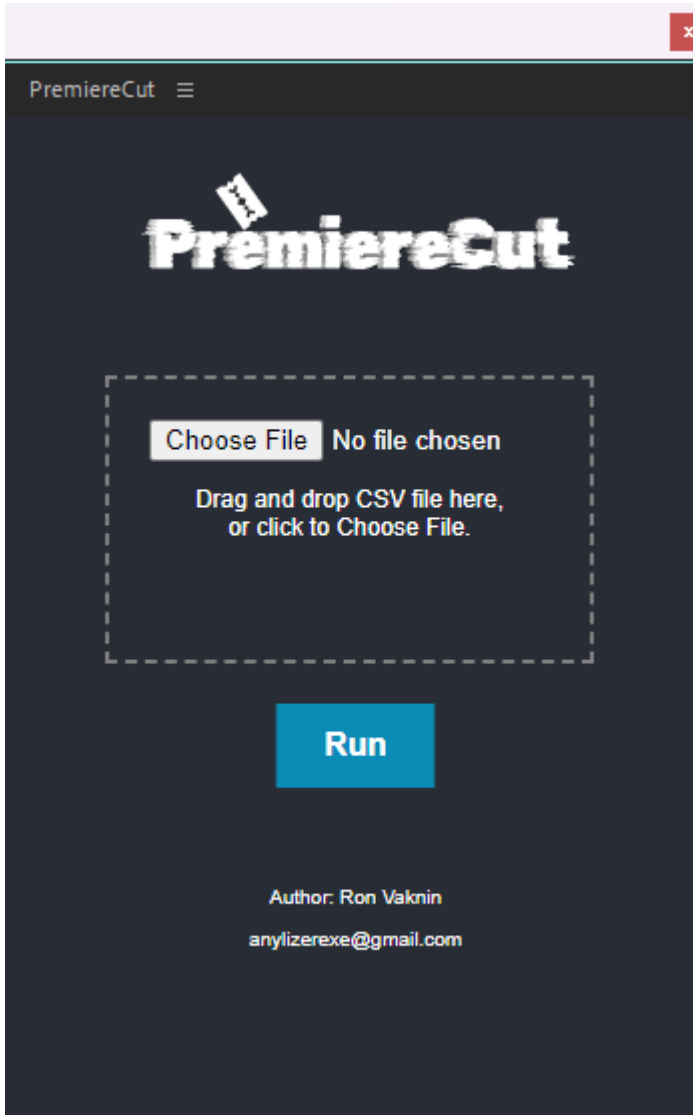 PremiereCut
PremiereCut
Choose File No file chosen
Drag and drop CSV file here,
or click to Choose File.
Run
Author: Ron Vaknin
anylizerexe@gmail.com